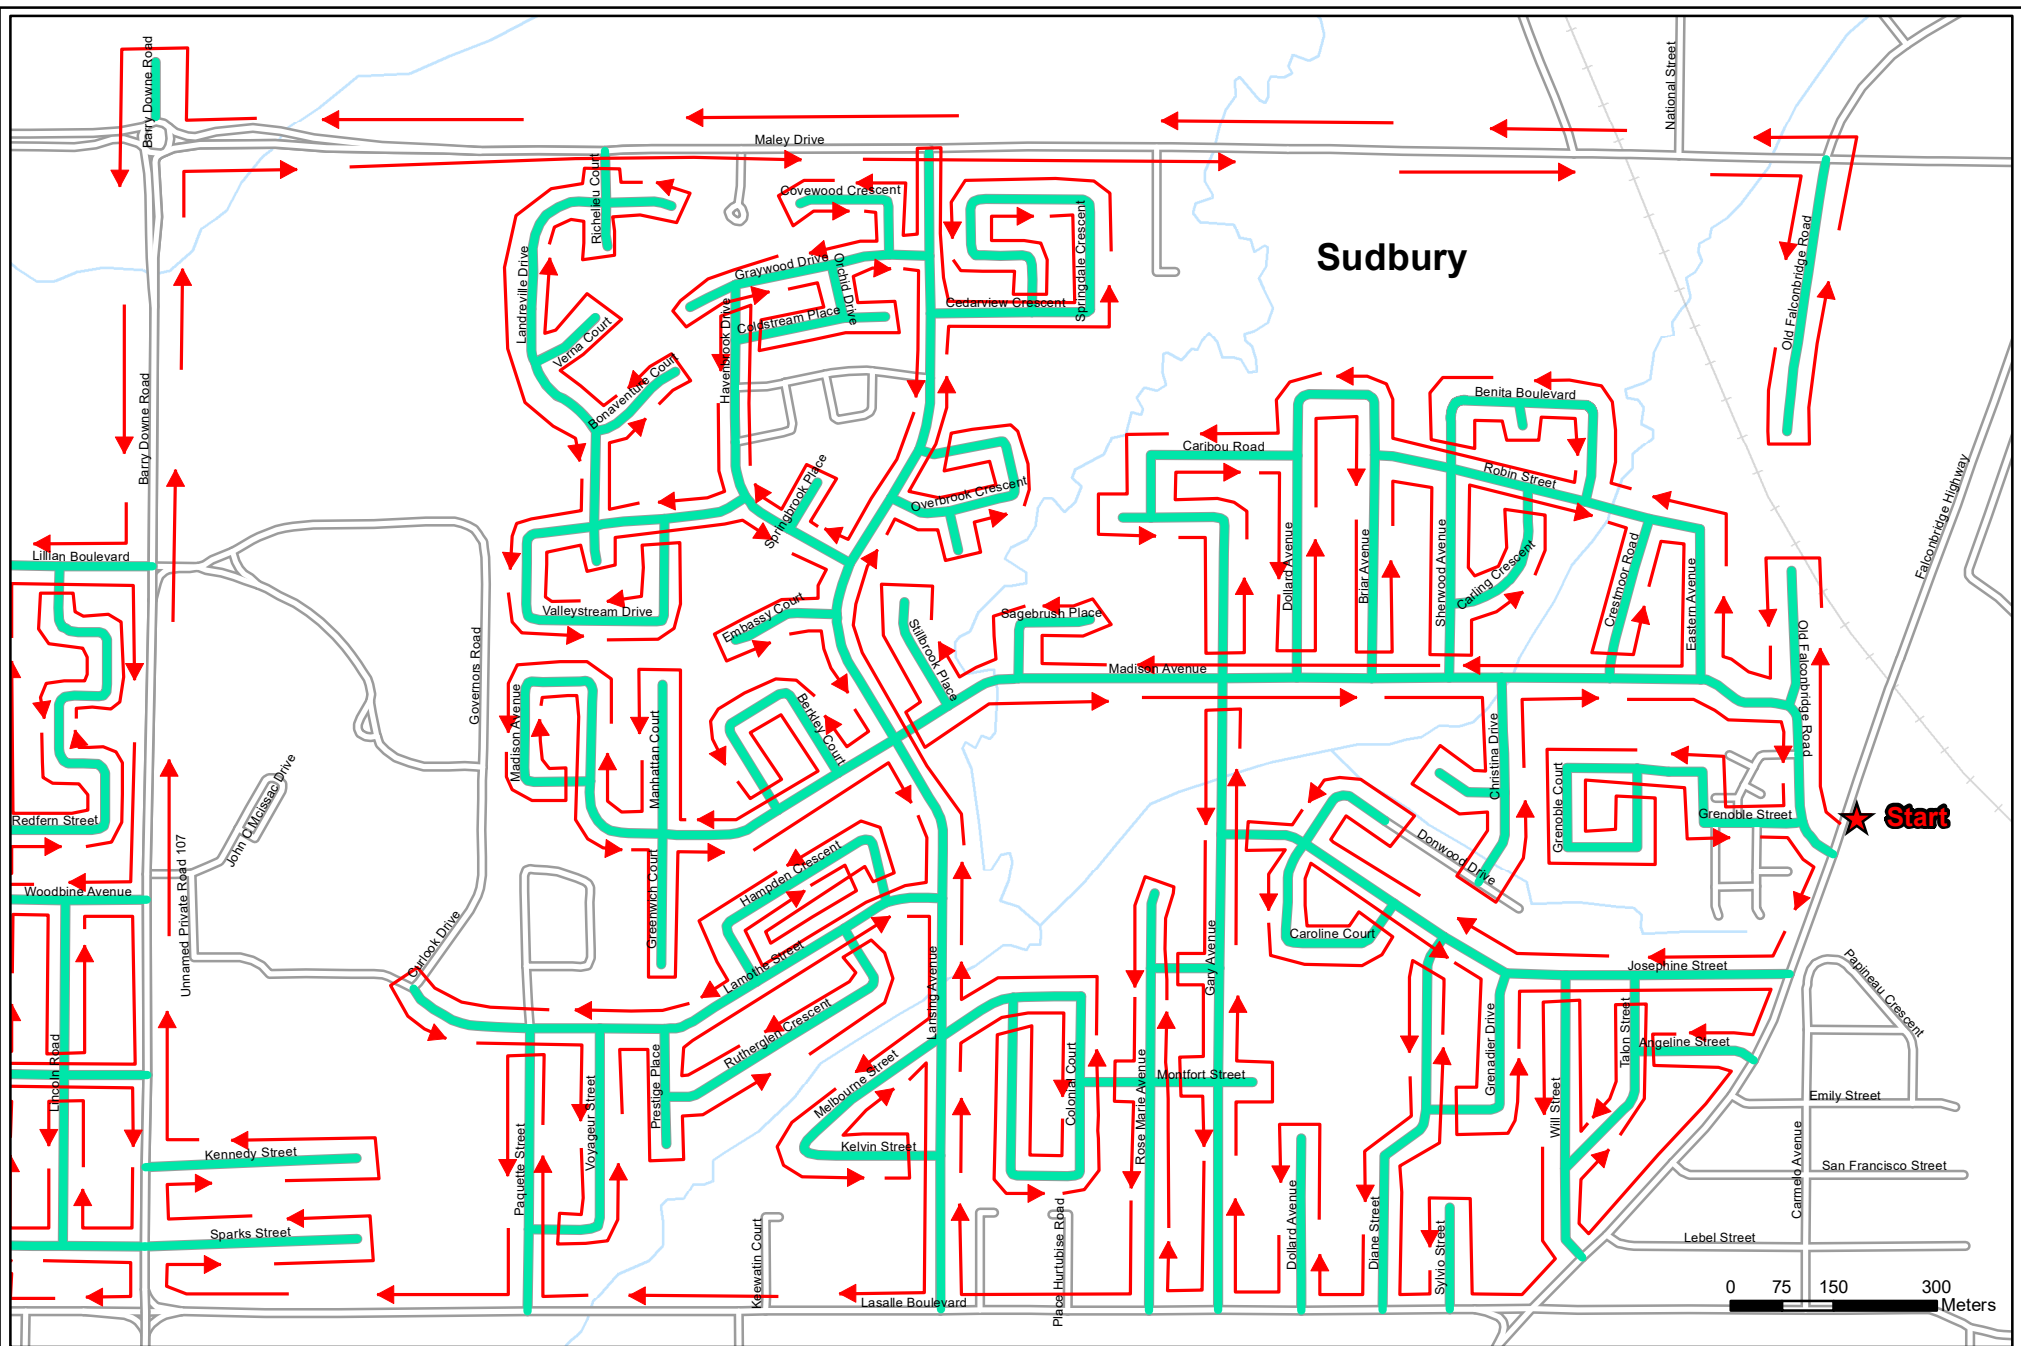 Barry Downe Road
National Street
Maley Drive
Richelieu Court
Covewood Crescent
Springdale Crescent
Sudbury
Landreville Drive
Graywood Drive
Orchid Drive
Old Falconbridge Road
Havenbrook Drive
Cedarview Crescent
Coldstream Place
Verna Court
Bonaventure Court
Benita Boulevard
Barry Downe Road
Caribou Road
Robin Street
Springbrook Place
Overbrook Crescent
Falconbridge Highway
Lillian Boulevard
Dollard Avenue
Briar Avenue
Sherwood Avenue
Carling Crescent
Crestmoor Road
Eastern Avenue
Valleystream Drive
Embassy Court
Stillbrook Place
Sagebrush Place
Governors Road
Madison Avenue
Old Falconbridge Road
Madison Avenue
Manhattan Court
Berkley Court
Christina Drive
Grenoble Court
Grenoble Street
Start
John C Mcissac Drive
Redfern Street
Unnamed Private Road 107
Donwood Drive
Woodbine Avenue
Hampden Crescent
Greenwich Court
Caroline Court
Gary Avenue
Curlook Drive
Lamothe Street
Lansing Avenue
Josephine Street
Papineau Crescent
Rutherglen Crescent
Talon Street
Angeline Street
Lincoln Road
Prestige Place
Voyageur Street
Melbourne Street
Colonial Court
Rose Marie Avenue
Montfort Street
Grenadier Drive
Will Street
Emily Street
Kennedy Street
Paquette Street
Kelvin Street
San Francisco Street
Carmelo Avenue
Sparks Street
Keewatin Court
Place Hurtubise Road
Dollard Avenue
Diane Street
Sylvio Street
Lebel Street
Lasalle Boulevard
0 75 150 300
Meters